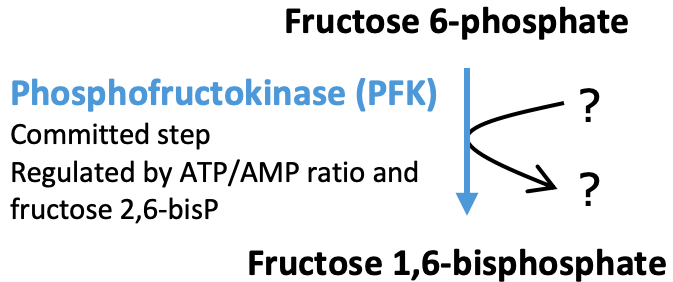 Fructose 6-phosphate
Phosphofructokinase (PFK)
?
Committed step
Regulated by ATP/AMP ratio and
?
fructose 2,6-bisP
Fructose 1,6-bisphosphate